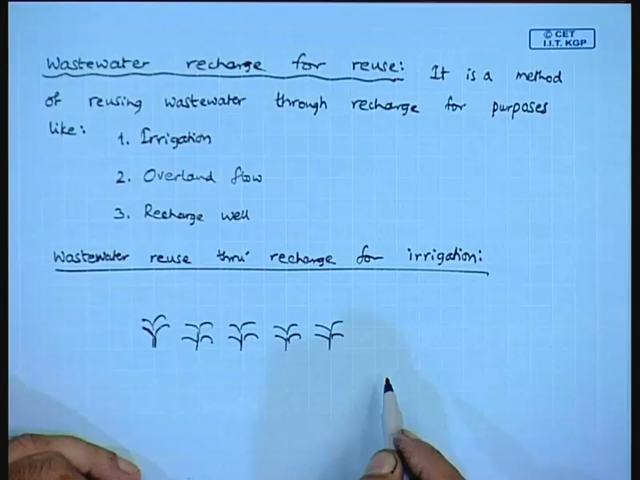 © CET
I.I.T. KGP
Wastewater recharge for reuse: It is a method
of reusing wastewater through recharge for purposes
like:
1. Irrigation
2. Overland flow
3. Recharge well
Wastewater reuse thru' recharge for irrigation: